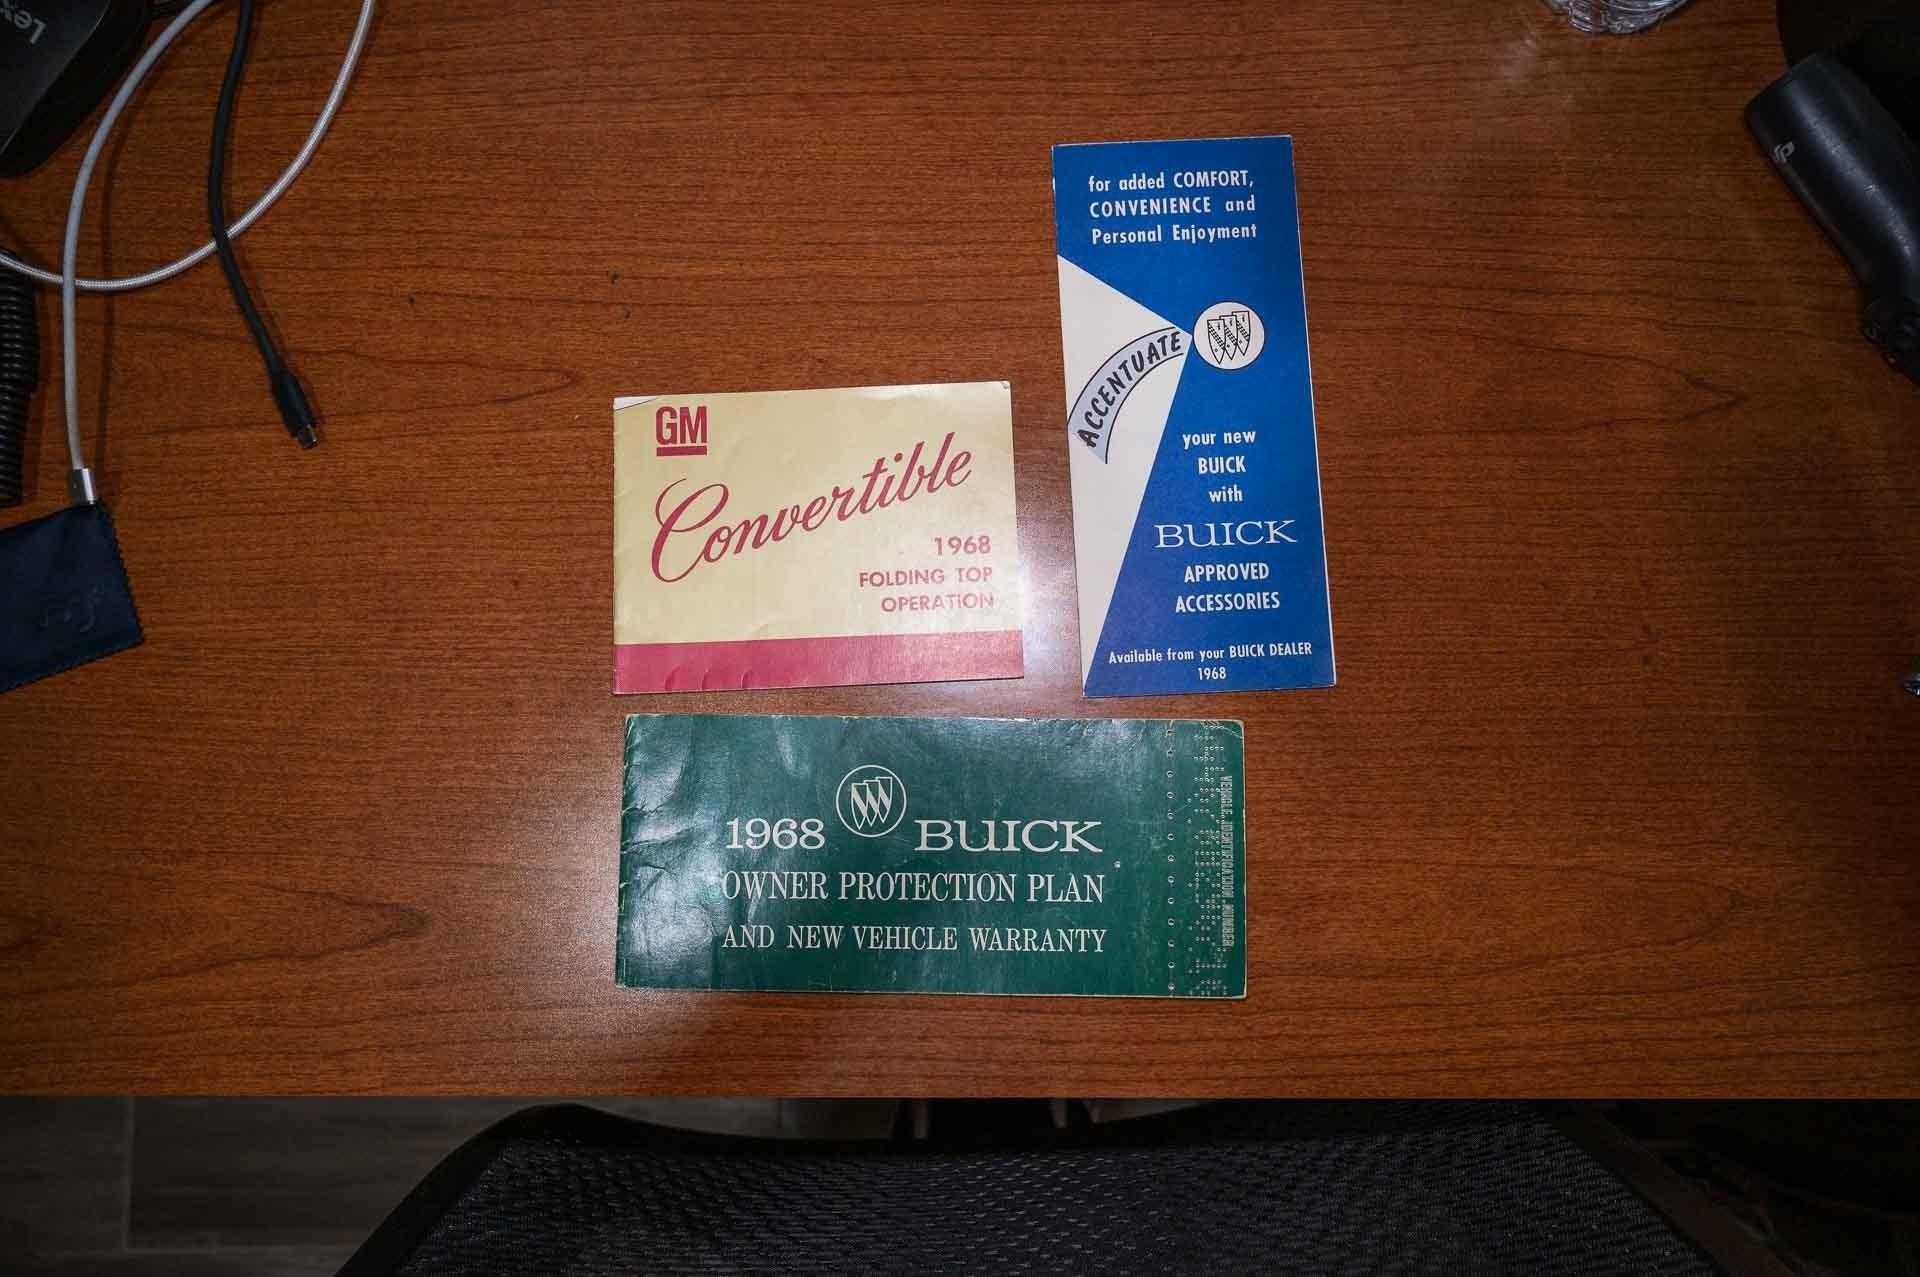 GM
Convertible
1968
FOLDING TOP
OPERATION
for added COMFORT,
CONVENIENCE and
Personal Enjoyment
ACCENTUATE
your new
BUICK
with
BUICK
APPROVED
ACCESSORIES
Available from your BUICK DEALER
1968
1968 BUICK
OWNER PROTECTION PLAN
AND NEW VEHICLE WARRANTY
VEHICLE IDENTIFICATION NUMBER